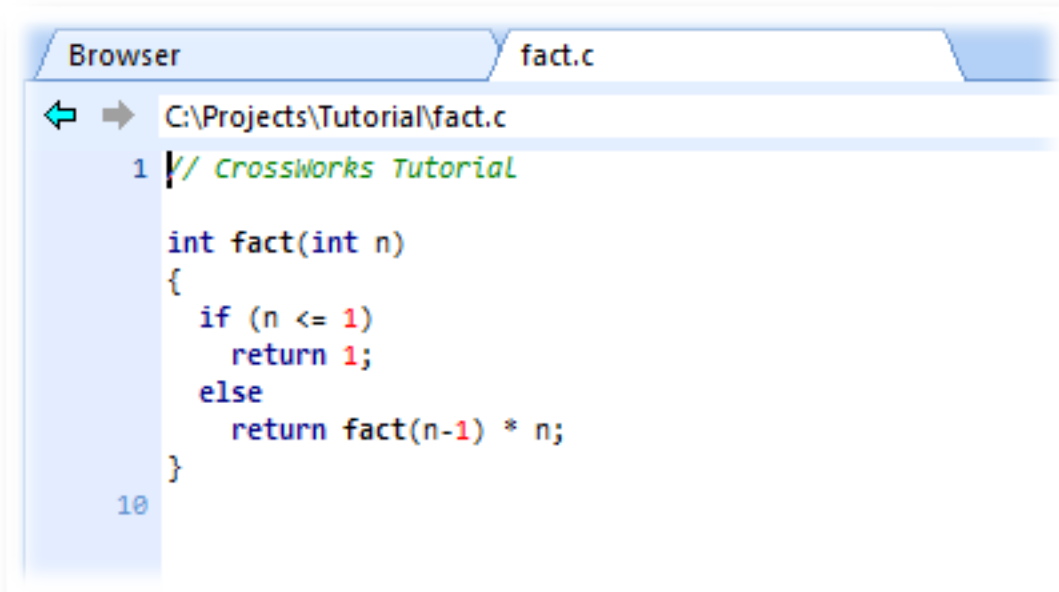 Browser fact.c
C:\Projects\Tutorial\fact.c
1 // CrossWorks Tutorial
int fact(int n)
{
if (n <= 1)
return 1;
else
return fact(n-1) * n;
}
10